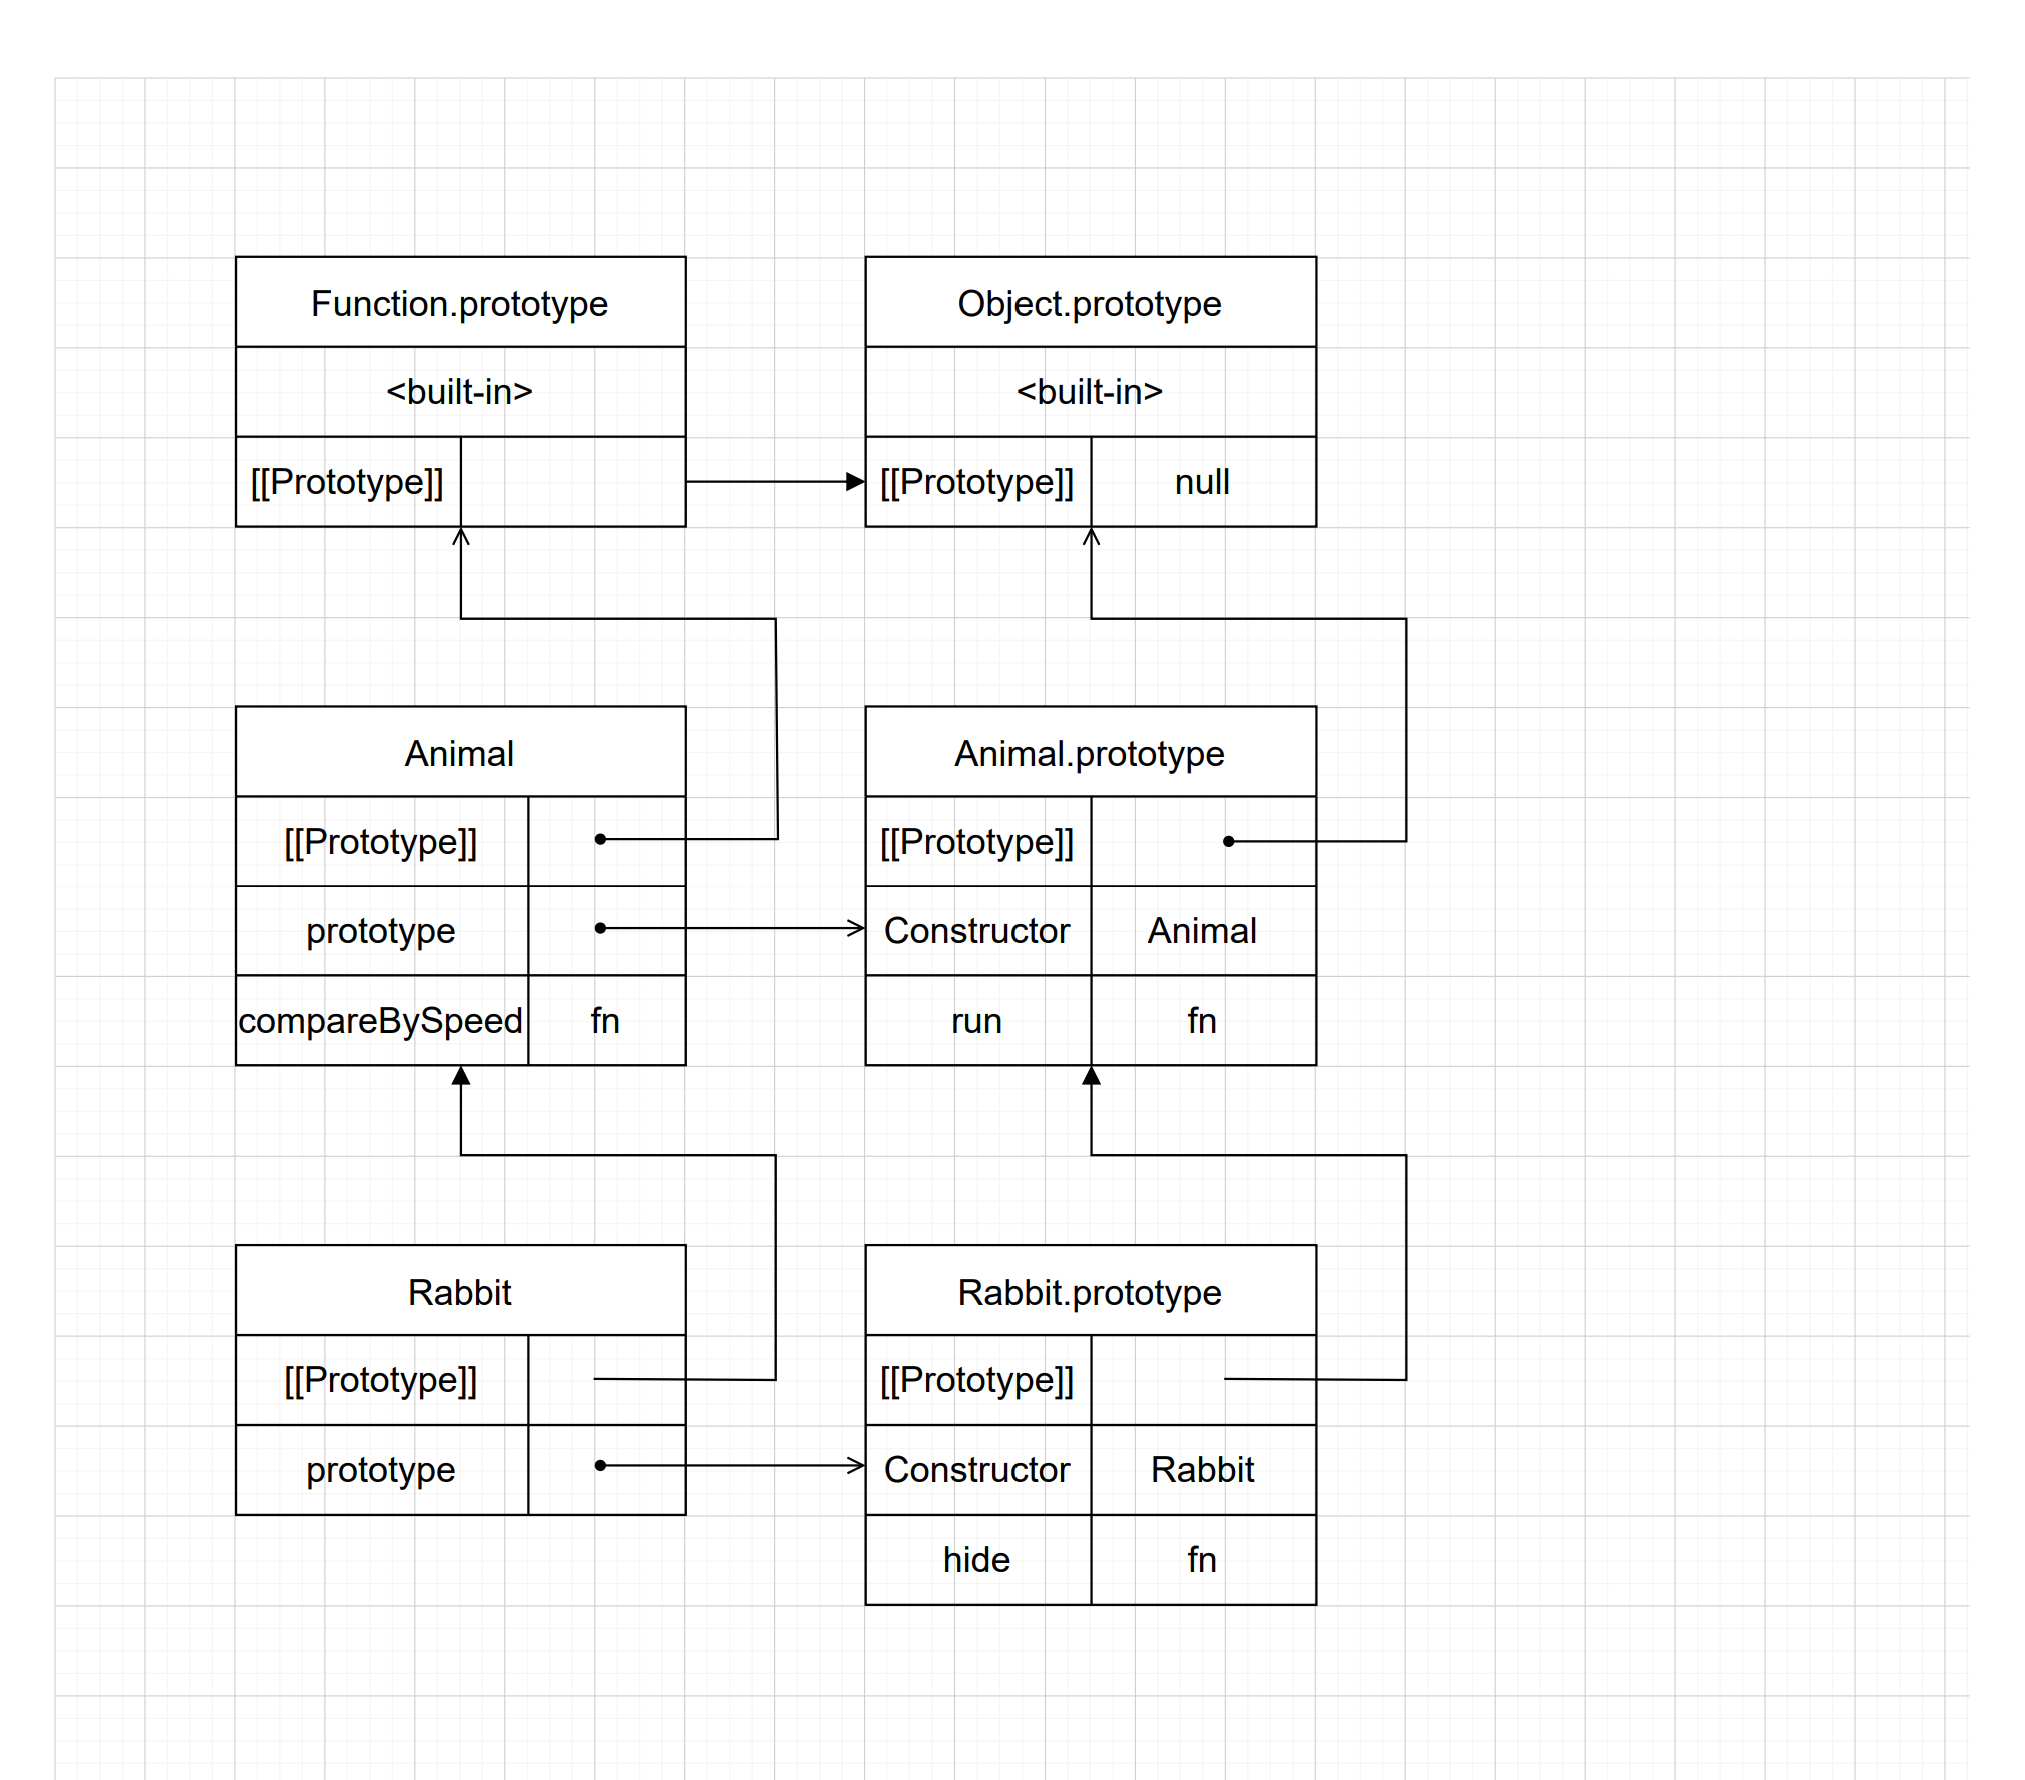 Function.prototype
<built-in>
[[Prototype]]
Object.prototype
<built-in>
[[Prototype]] null
Animal
[[Prototype]]
prototype
compareBySpeed fn
Animal.prototype
[[Prototype]]
Constructor Animal
run fn
Rabbit
[[Prototype]]
prototype
Rabbit.prototype
[[Prototype]]
Constructor Rabbit
hide fn